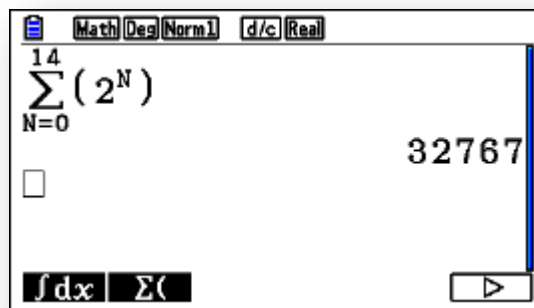 Math Deg Norm1 d/c Real
14
∑(2^N)
N=0
32767
∫dx Σ( ▷